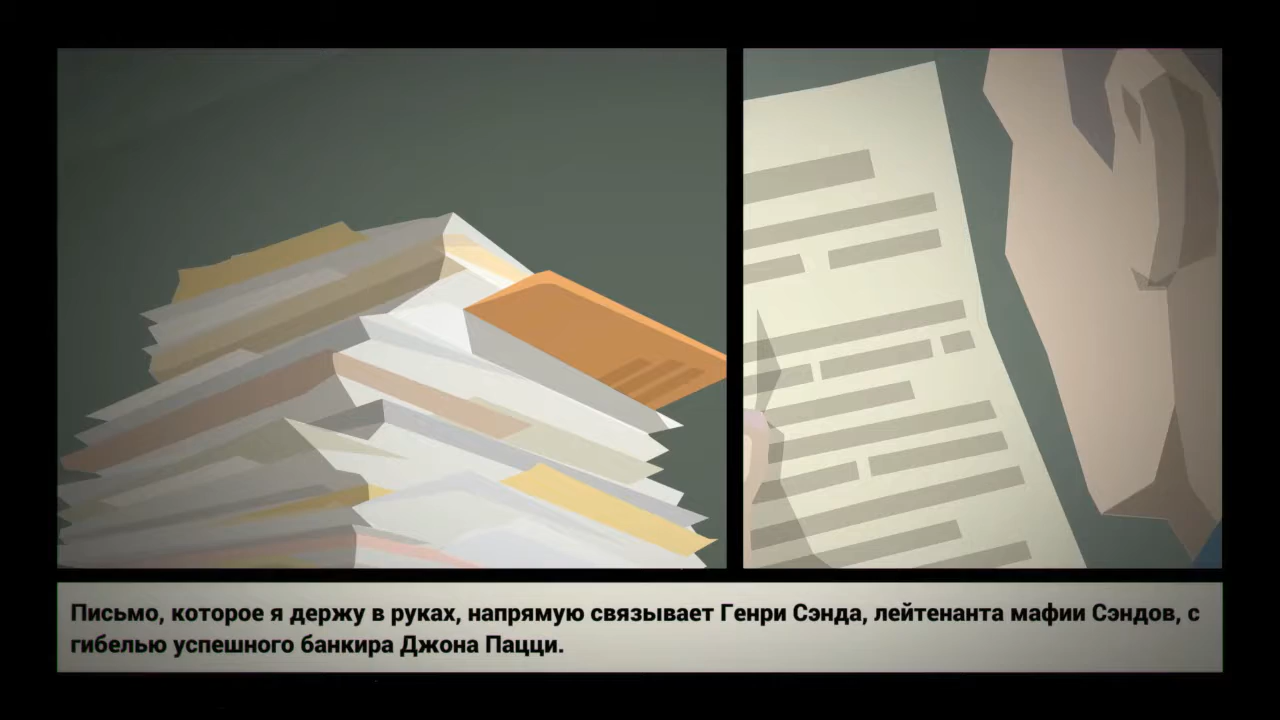 Письмо, которое я держу в руках, напрямую связывает Генри Сэнда, лейтенанта мафии Сэндов, с
гибелью успешного банкира Джона Пацци.